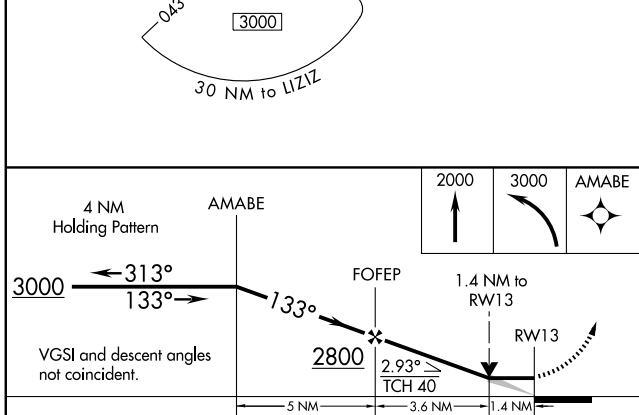 043
3000
30 NM to LIZIZ
2000
3000
AMABE
4 NM
Holding Pattern
AMABE
313°
3000
133°
133°
FOFEP
1.4 NM to
RW13
RW13
VGSI and descent angles
not coincident.
2800
2.93°
TCH 40
5 NM
3.6 NM
1.4 NM